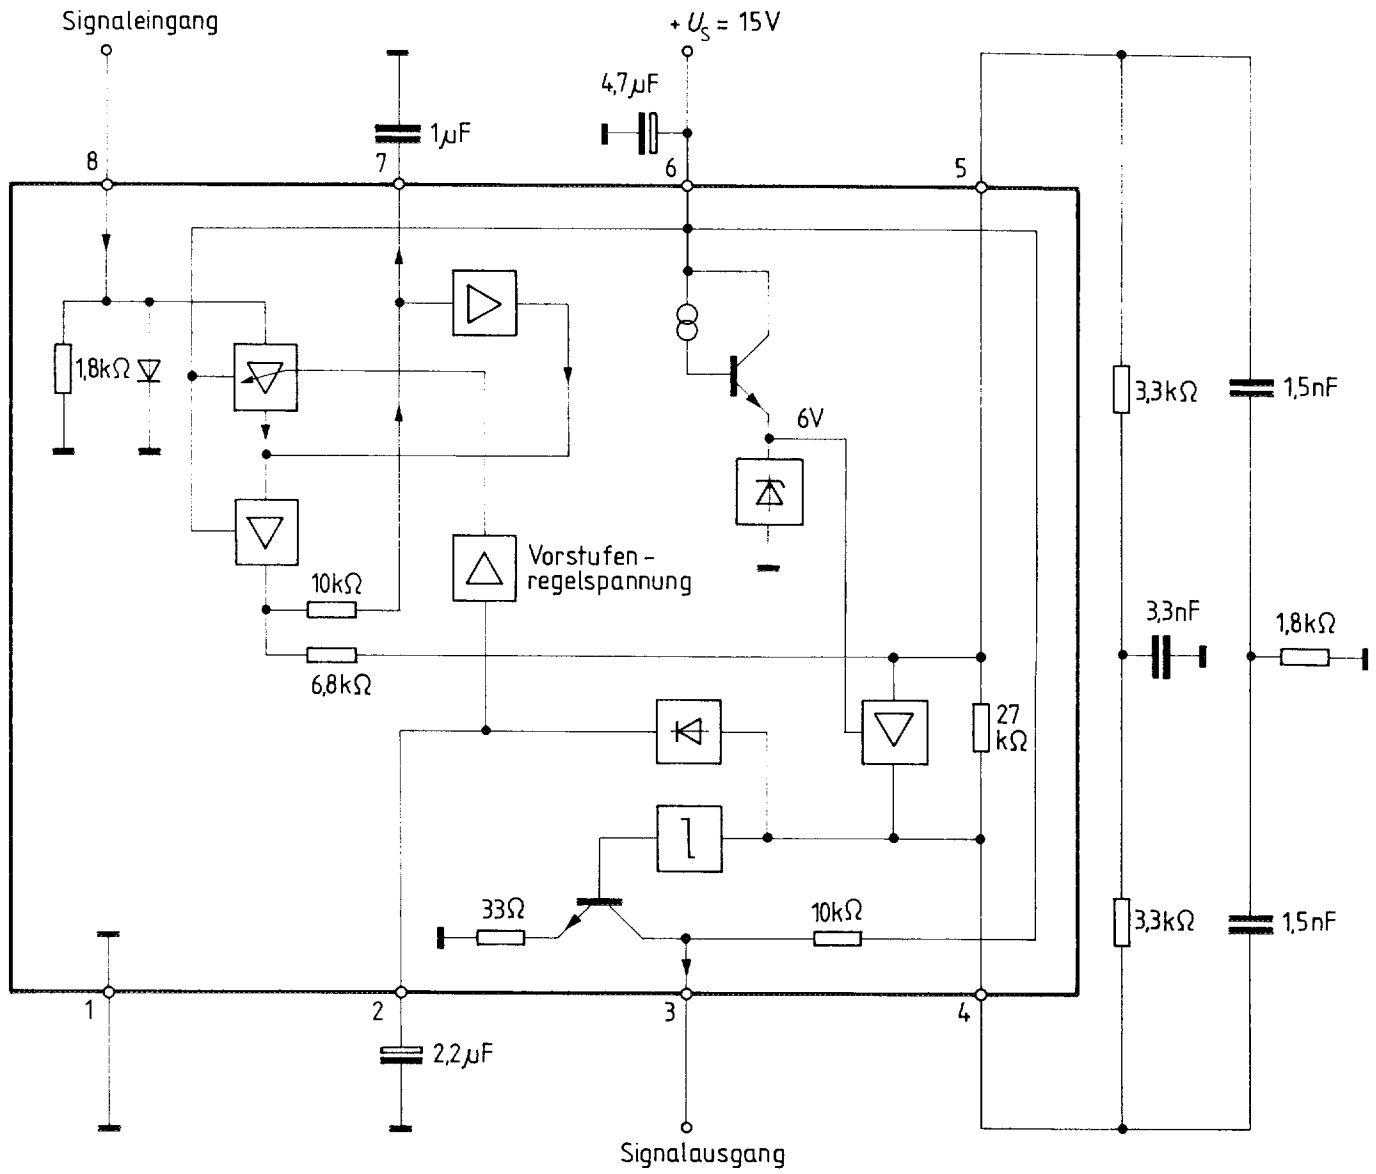 Signaleingang
+ U_S = 15V
4,7µF
1µF
8
7
6
5
1,8kΩ
3,3kΩ
1,5nF
6V
Vorstufen-
regelspannung
10kΩ
6,8kΩ
3,3nF
1,8kΩ
27
kΩ
33Ω
10kΩ
3,3kΩ
1,5nF
1
2
3
4
2,2µF
Signalausgang